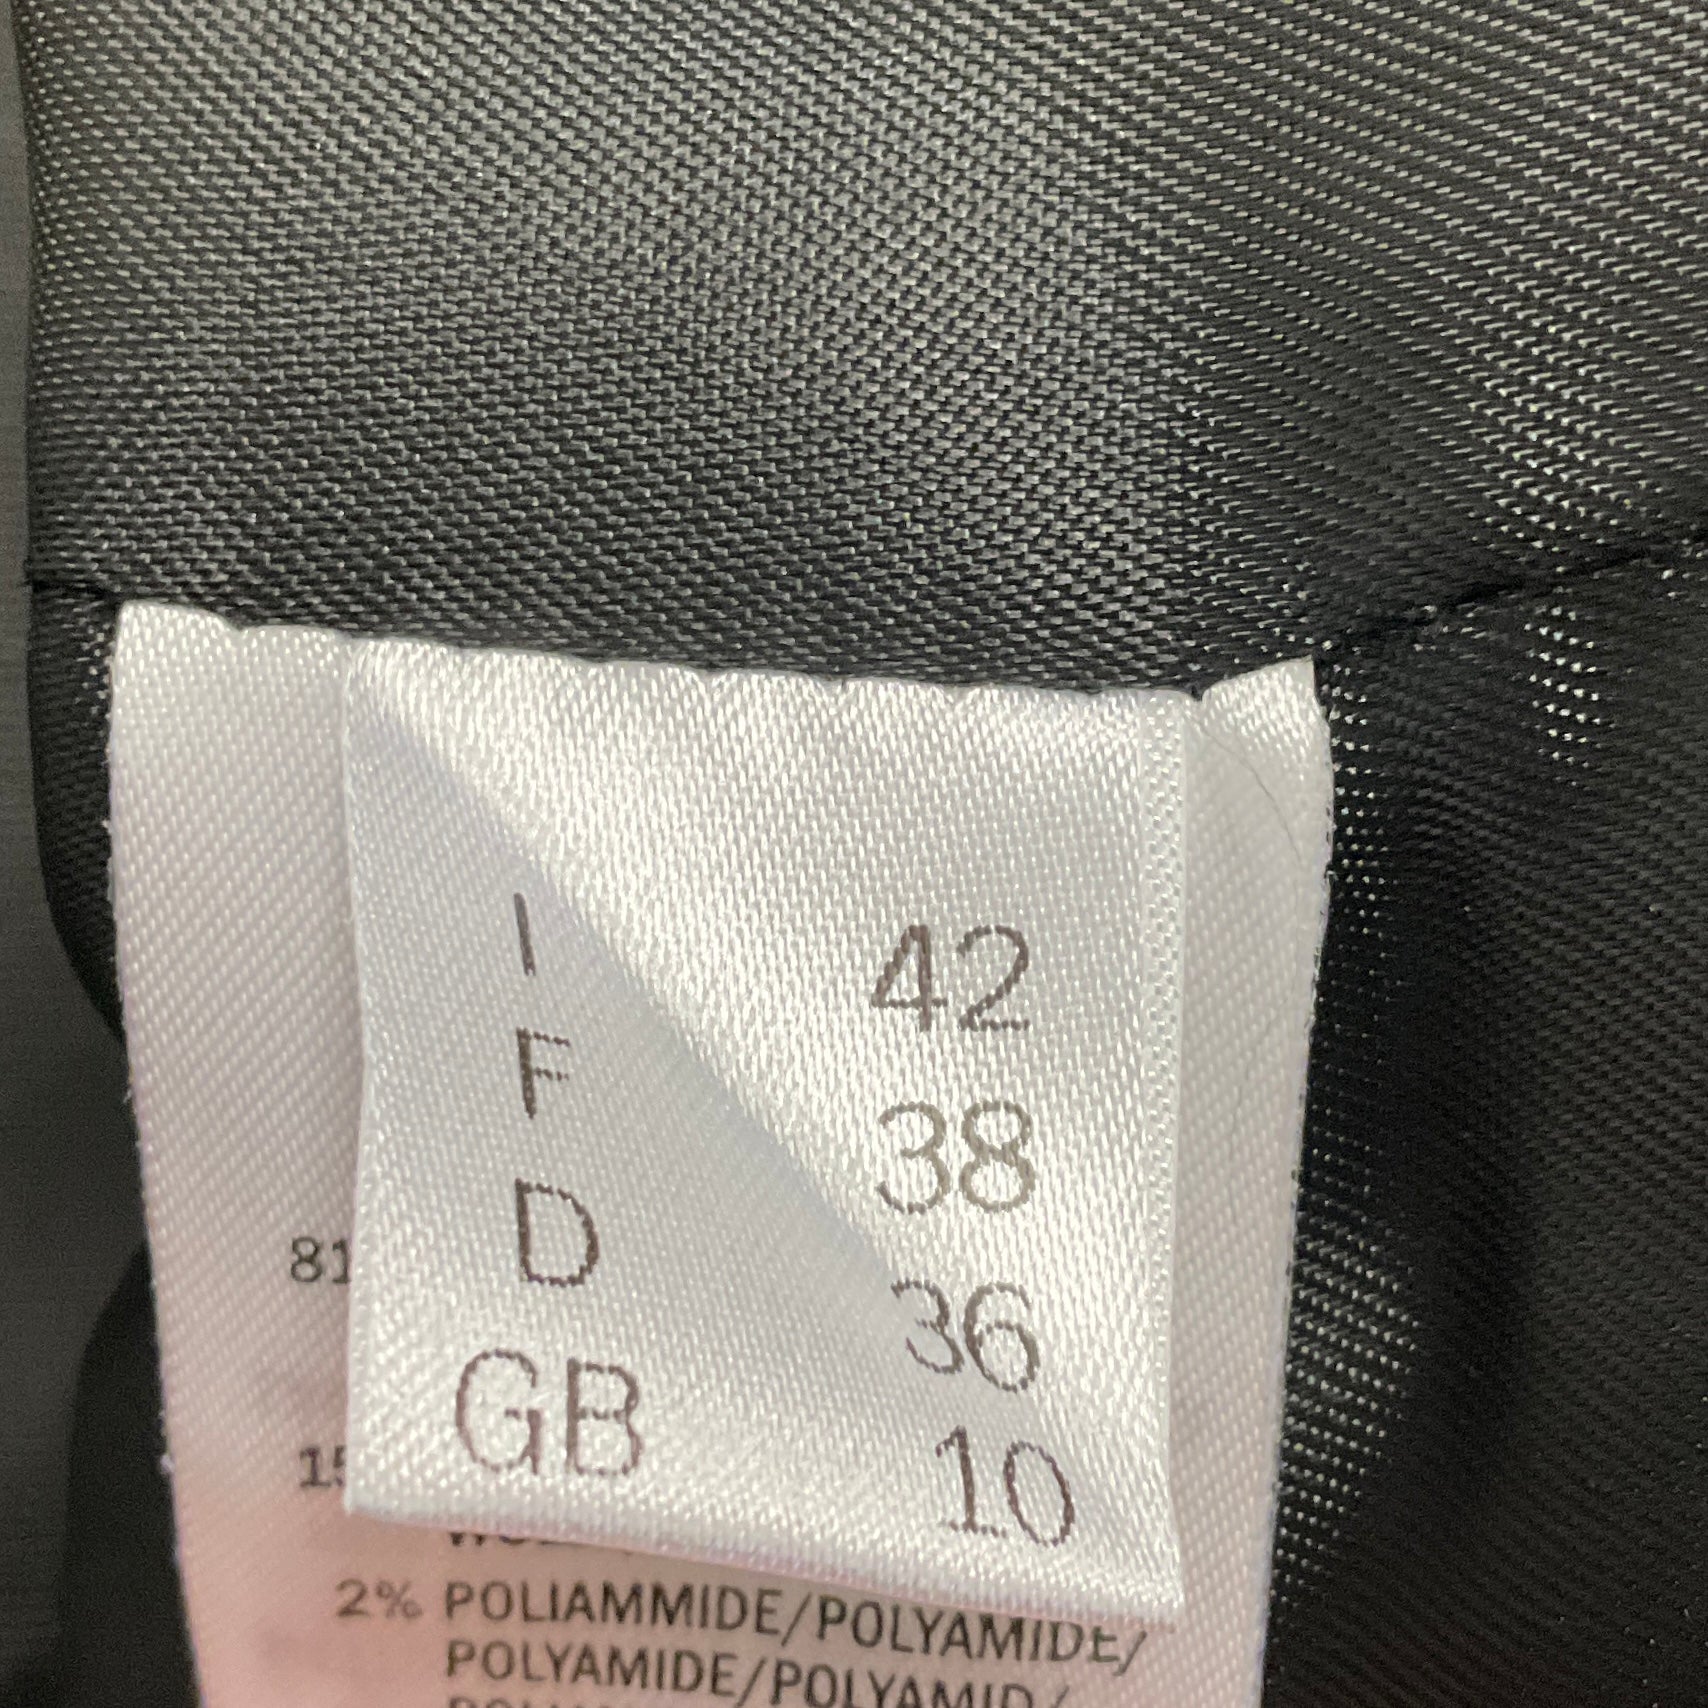 I 42
F 38
D 36
GB 10
2% POLIAMMIDE/POLYAMIDE/
POLYAMIDE/POLYAMID/